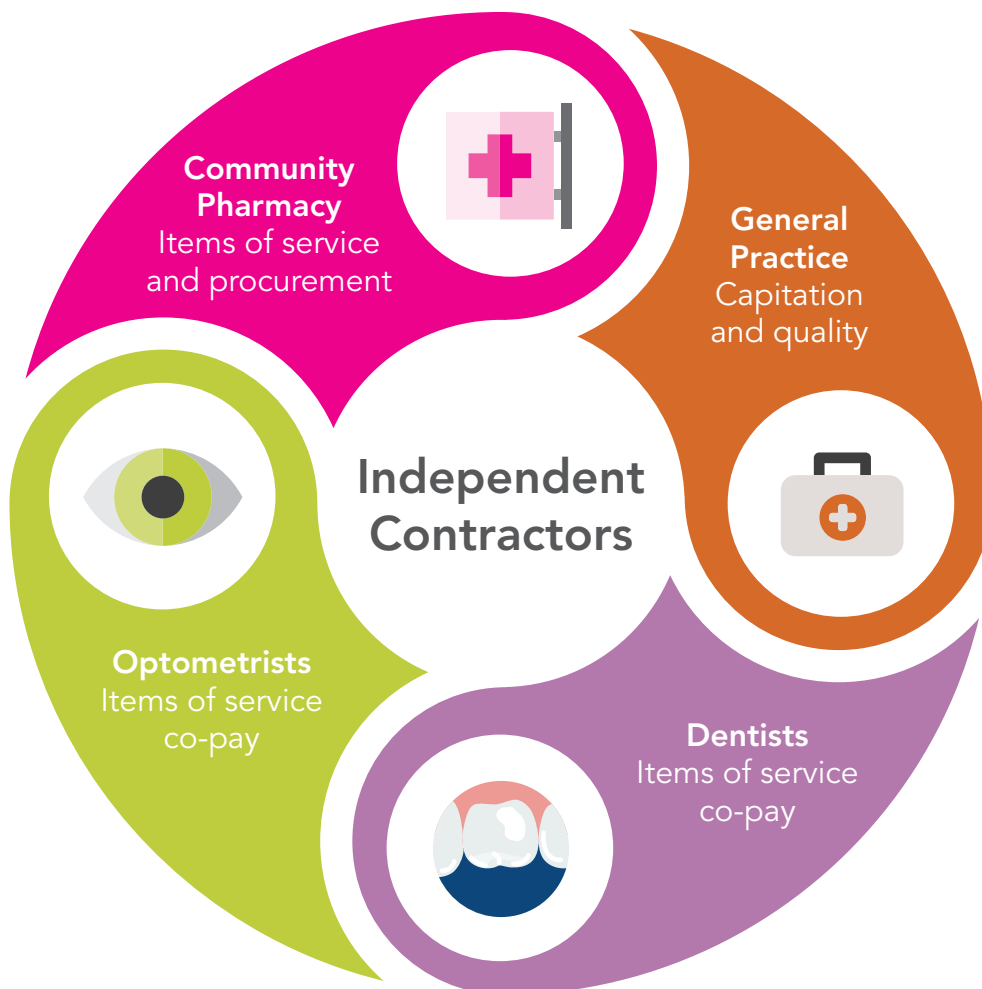 Community
Pharmacy
Items of service
and procurement
General
Practice
Capitation
and quality
Independent
Contractors
Optometrists
Items of service
co-pay
Dentists
Items of service
co-pay